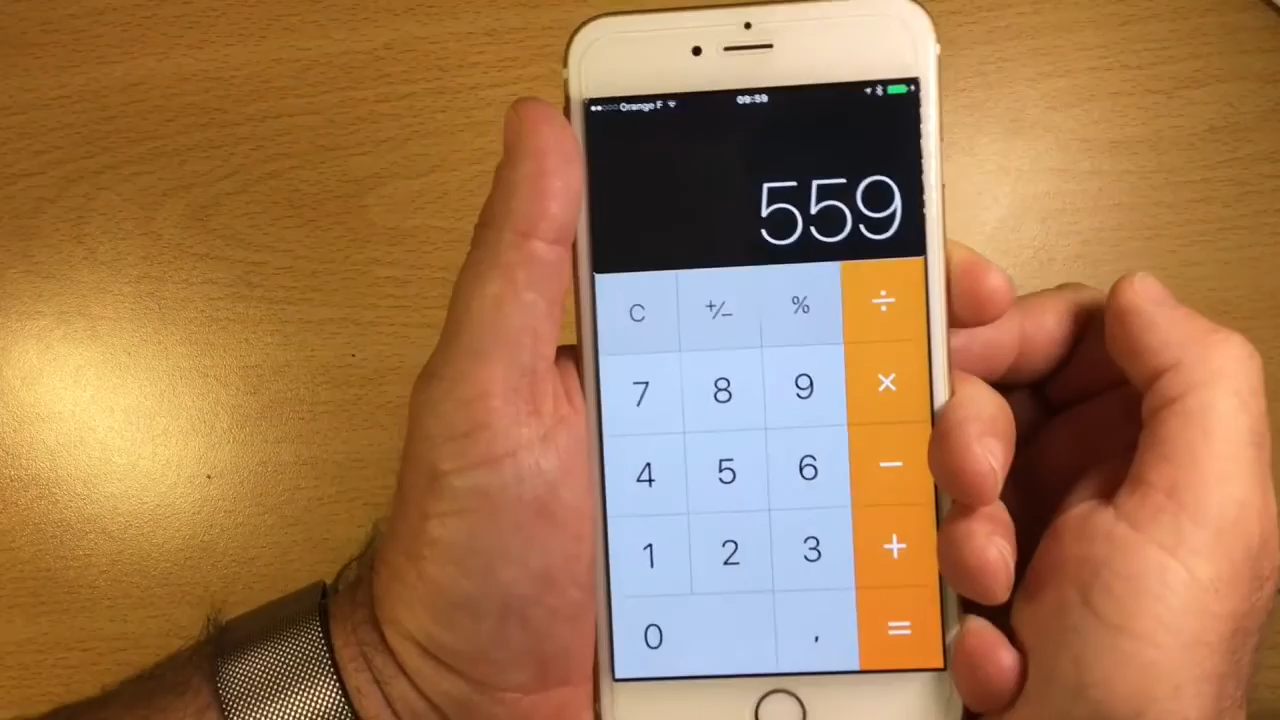 Orange F 09:59
559
C +/- % ÷
7 8 9 ×
4 5 6 −
1 2 3 +
0 , =